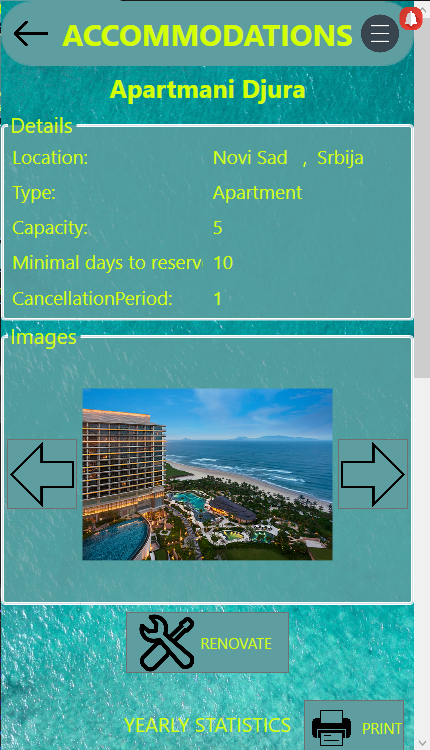 ACCOMMODATIONS
Apartmani Djura
Details
Location: Novi Sad , Srbija
Type: Apartment
Capacity: 5
Minimal days to reserv 10
CancellationPeriod: 1
Images
RENOVATE
YEARLY STATISTICS PRINT